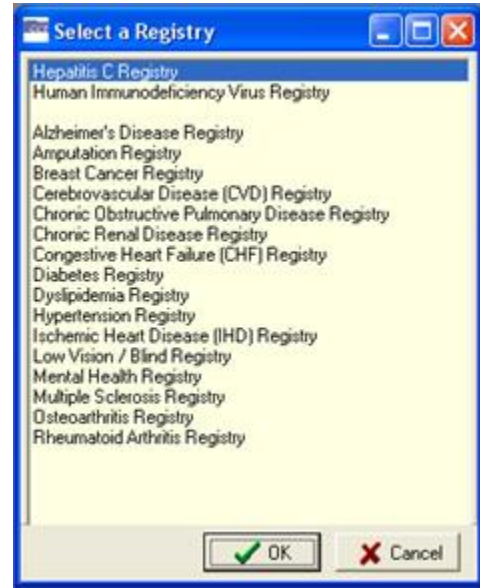 Select a Registry
Hepatitis C Registry
Human Immunodeficiency Virus Registry
Alzheimer's Disease Registry
Amputation Registry
Breast Cancer Registry
Cerebrovascular Disease (CVD) Registry
Chronic Obstructive Pulmonary Disease Registry
Chronic Renal Disease Registry
Congestive Heart Failure (CHF) Registry
Diabetes Registry
Dyslipidemia Registry
Hypertension Registry
Ischemic Heart Disease (IHD) Registry
Low Vision / Blind Registry
Mental Health Registry
Multiple Sclerosis Registry
Osteoarthritis Registry
Rheumatoid Arthritis Registry
OK Cancel